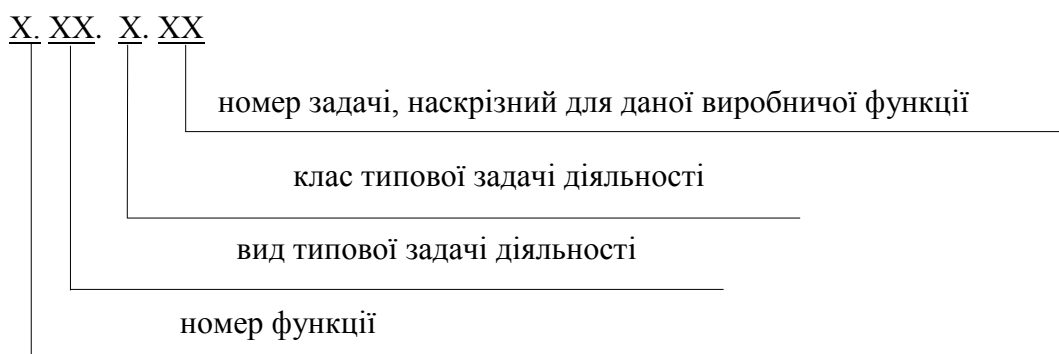 Х. ХХ. Х. ХХ
номер задачі, наскрізний для даної виробничої функції
клас типової задачі діяльності
вид типової задачі діяльності
номер функції